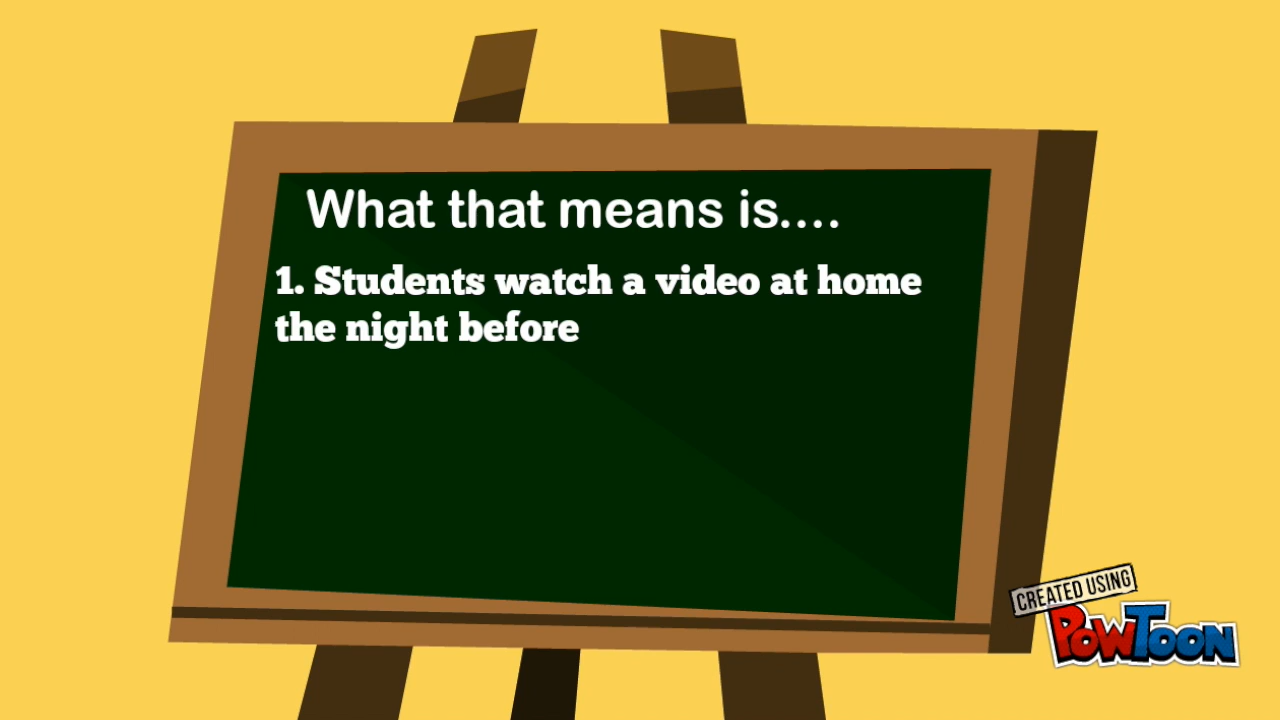 What that means is....
1. Students watch a video at home
the night before
CREATED USING
POWTOON